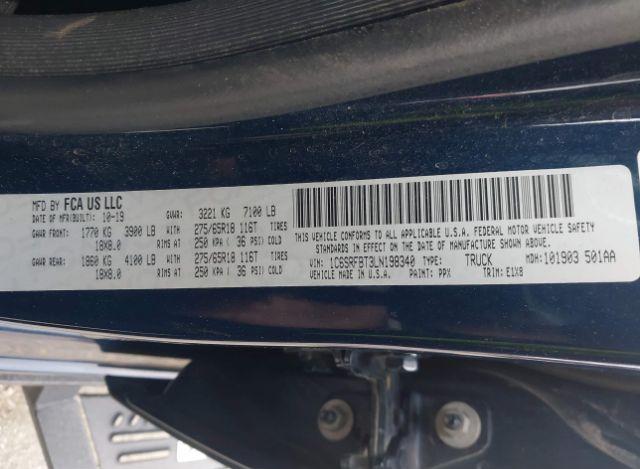 MFD BY FCA US LLC
DATE OF MFR(BUILT): 10-19 GVWR: 3221 KG 7100 LB
GAWR FRONT: 1770 KG 3900 LB WITH 275/65R18 116T TIRES
18X8.0 RIMS AT 250 KPA ( 36 PSI) COLD
GAWR REAR: 1860 KG 4100 LB WITH 275/65R18 116T TIRES
18X8.0 RIMS AT 250 KPA ( 36 PSI) COLD
THIS VEHICLE CONFORMS TO ALL APPLICABLE U.S.A. FEDERAL MOTOR VEHICLE SAFETY
STANDARDS IN EFFECT ON THE DATE OF MANUFACTURE SHOWN ABOVE.
VIN: 1C6SRFBT3LN198340 TYPE: TRUCK MDH:101903 501AA
MADE IN U.S.A. PAINT: PPX TRIM: E1X8